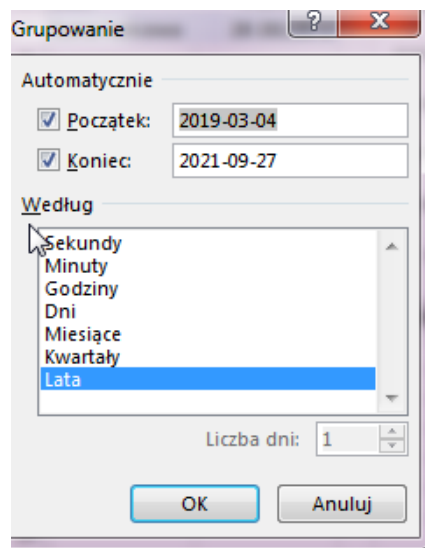 Grupowanie
Automatycznie
Początek: 2019-03-04
Koniec: 2021-09-27
Według
Sekundy
Minuty
Godziny
Dni
Miesiące
Kwartały
Lata
Liczba dni: 1
OK Anuluj